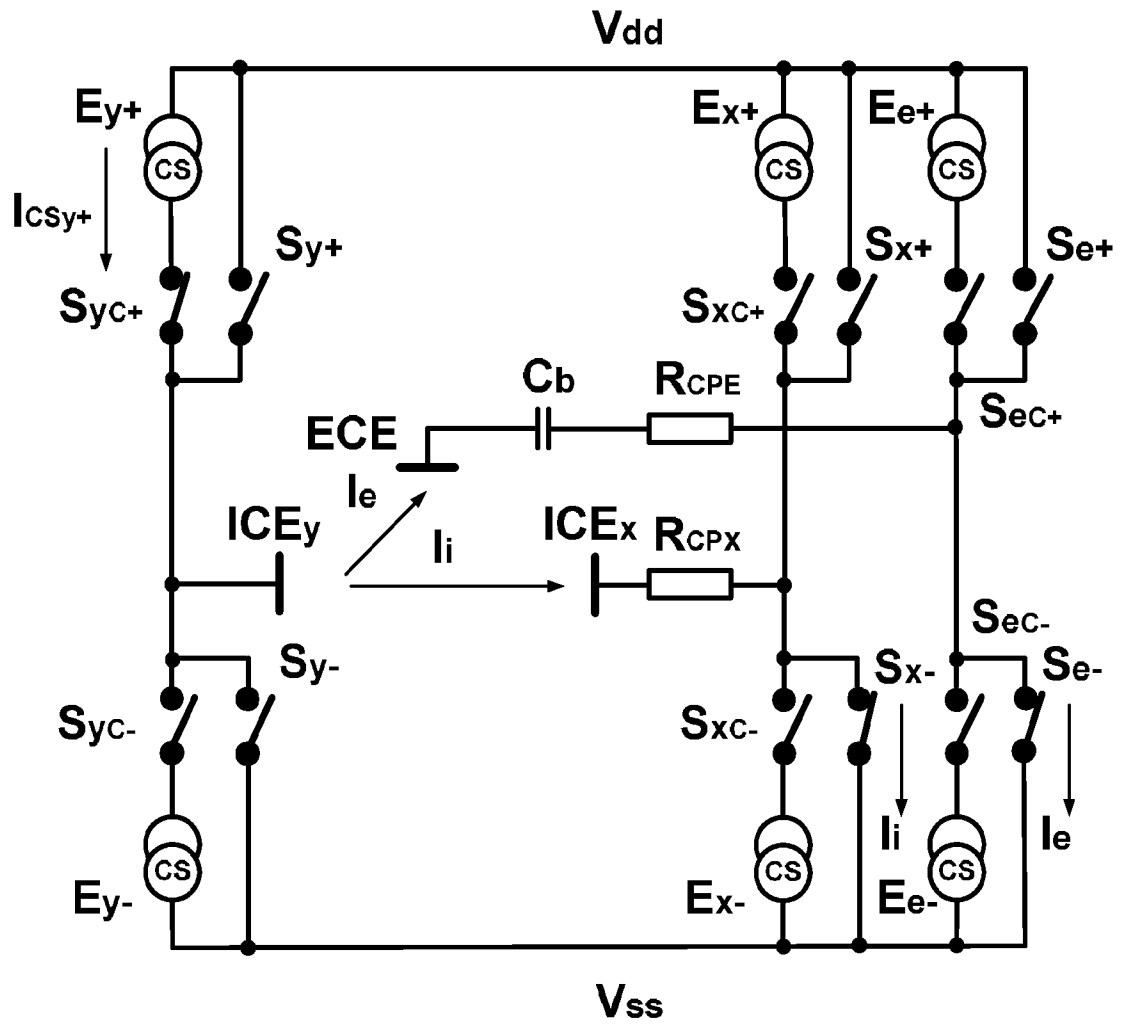 Vdd
Ey+
Ex+
Ee+
CS
CS
CS
ICSy+
Sy+
Sx+
Se+
SyC+
SxC+
Cb
RCPE
SeC+
ECE
Ie
ICEy
Ii
ICEx
RCPX
SeC-
Sy-
Sx-
Se-
SyC-
SxC-
Ii
Ie
CS
CS
CS
Ey-
Ex-
Ee-
Vss